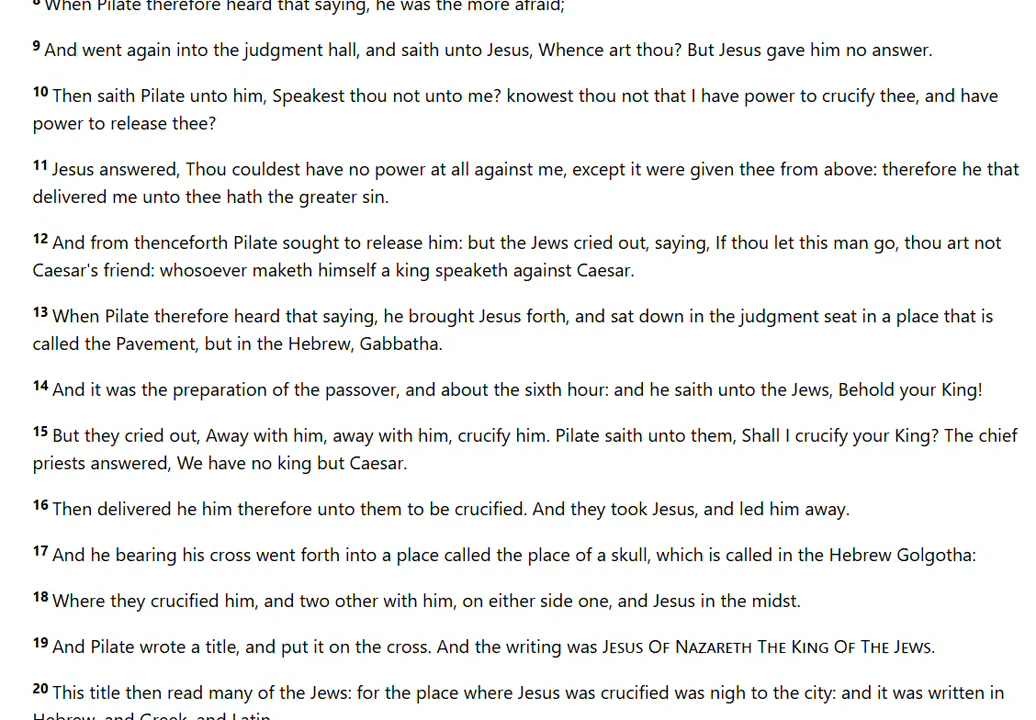 8 When Pilate therefore heard that saying, he was the more afraid;
9 And went again into the judgment hall, and saith unto Jesus, Whence art thou? But Jesus gave him no answer.
10 Then saith Pilate unto him, Speakest thou not unto me? knowest thou not that I have power to crucify thee, and have
power to release thee?
11 Jesus answered, Thou couldest have no power at all against me, except it were given thee from above: therefore he that
delivered me unto thee hath the greater sin.
12 And from thenceforth Pilate sought to release him: but the Jews cried out, saying, If thou let this man go, thou art not
Caesar's friend: whosoever maketh himself a king speaketh against Caesar.
13 When Pilate therefore heard that saying, he brought Jesus forth, and sat down in the judgment seat in a place that is
called the Pavement, but in the Hebrew, Gabbatha.
14 And it was the preparation of the passover, and about the sixth hour: and he saith unto the Jews, Behold your King!
15 But they cried out, Away with him, away with him, crucify him. Pilate saith unto them, Shall I crucify your King? The chief
priests answered, We have no king but Caesar.
16 Then delivered he him therefore unto them to be crucified. And they took Jesus, and led him away.
17 And he bearing his cross went forth into a place called the place of a skull, which is called in the Hebrew Golgotha:
18 Where they crucified him, and two other with him, on either side one, and Jesus in the midst.
19 And Pilate wrote a title, and put it on the cross. And the writing was JESUS OF NAZARETH THE KING OF THE JEWS.
20 This title then read many of the Jews: for the place where Jesus was crucified was nigh to the city: and it was written in
Hebrew, and Greek, and Latin.